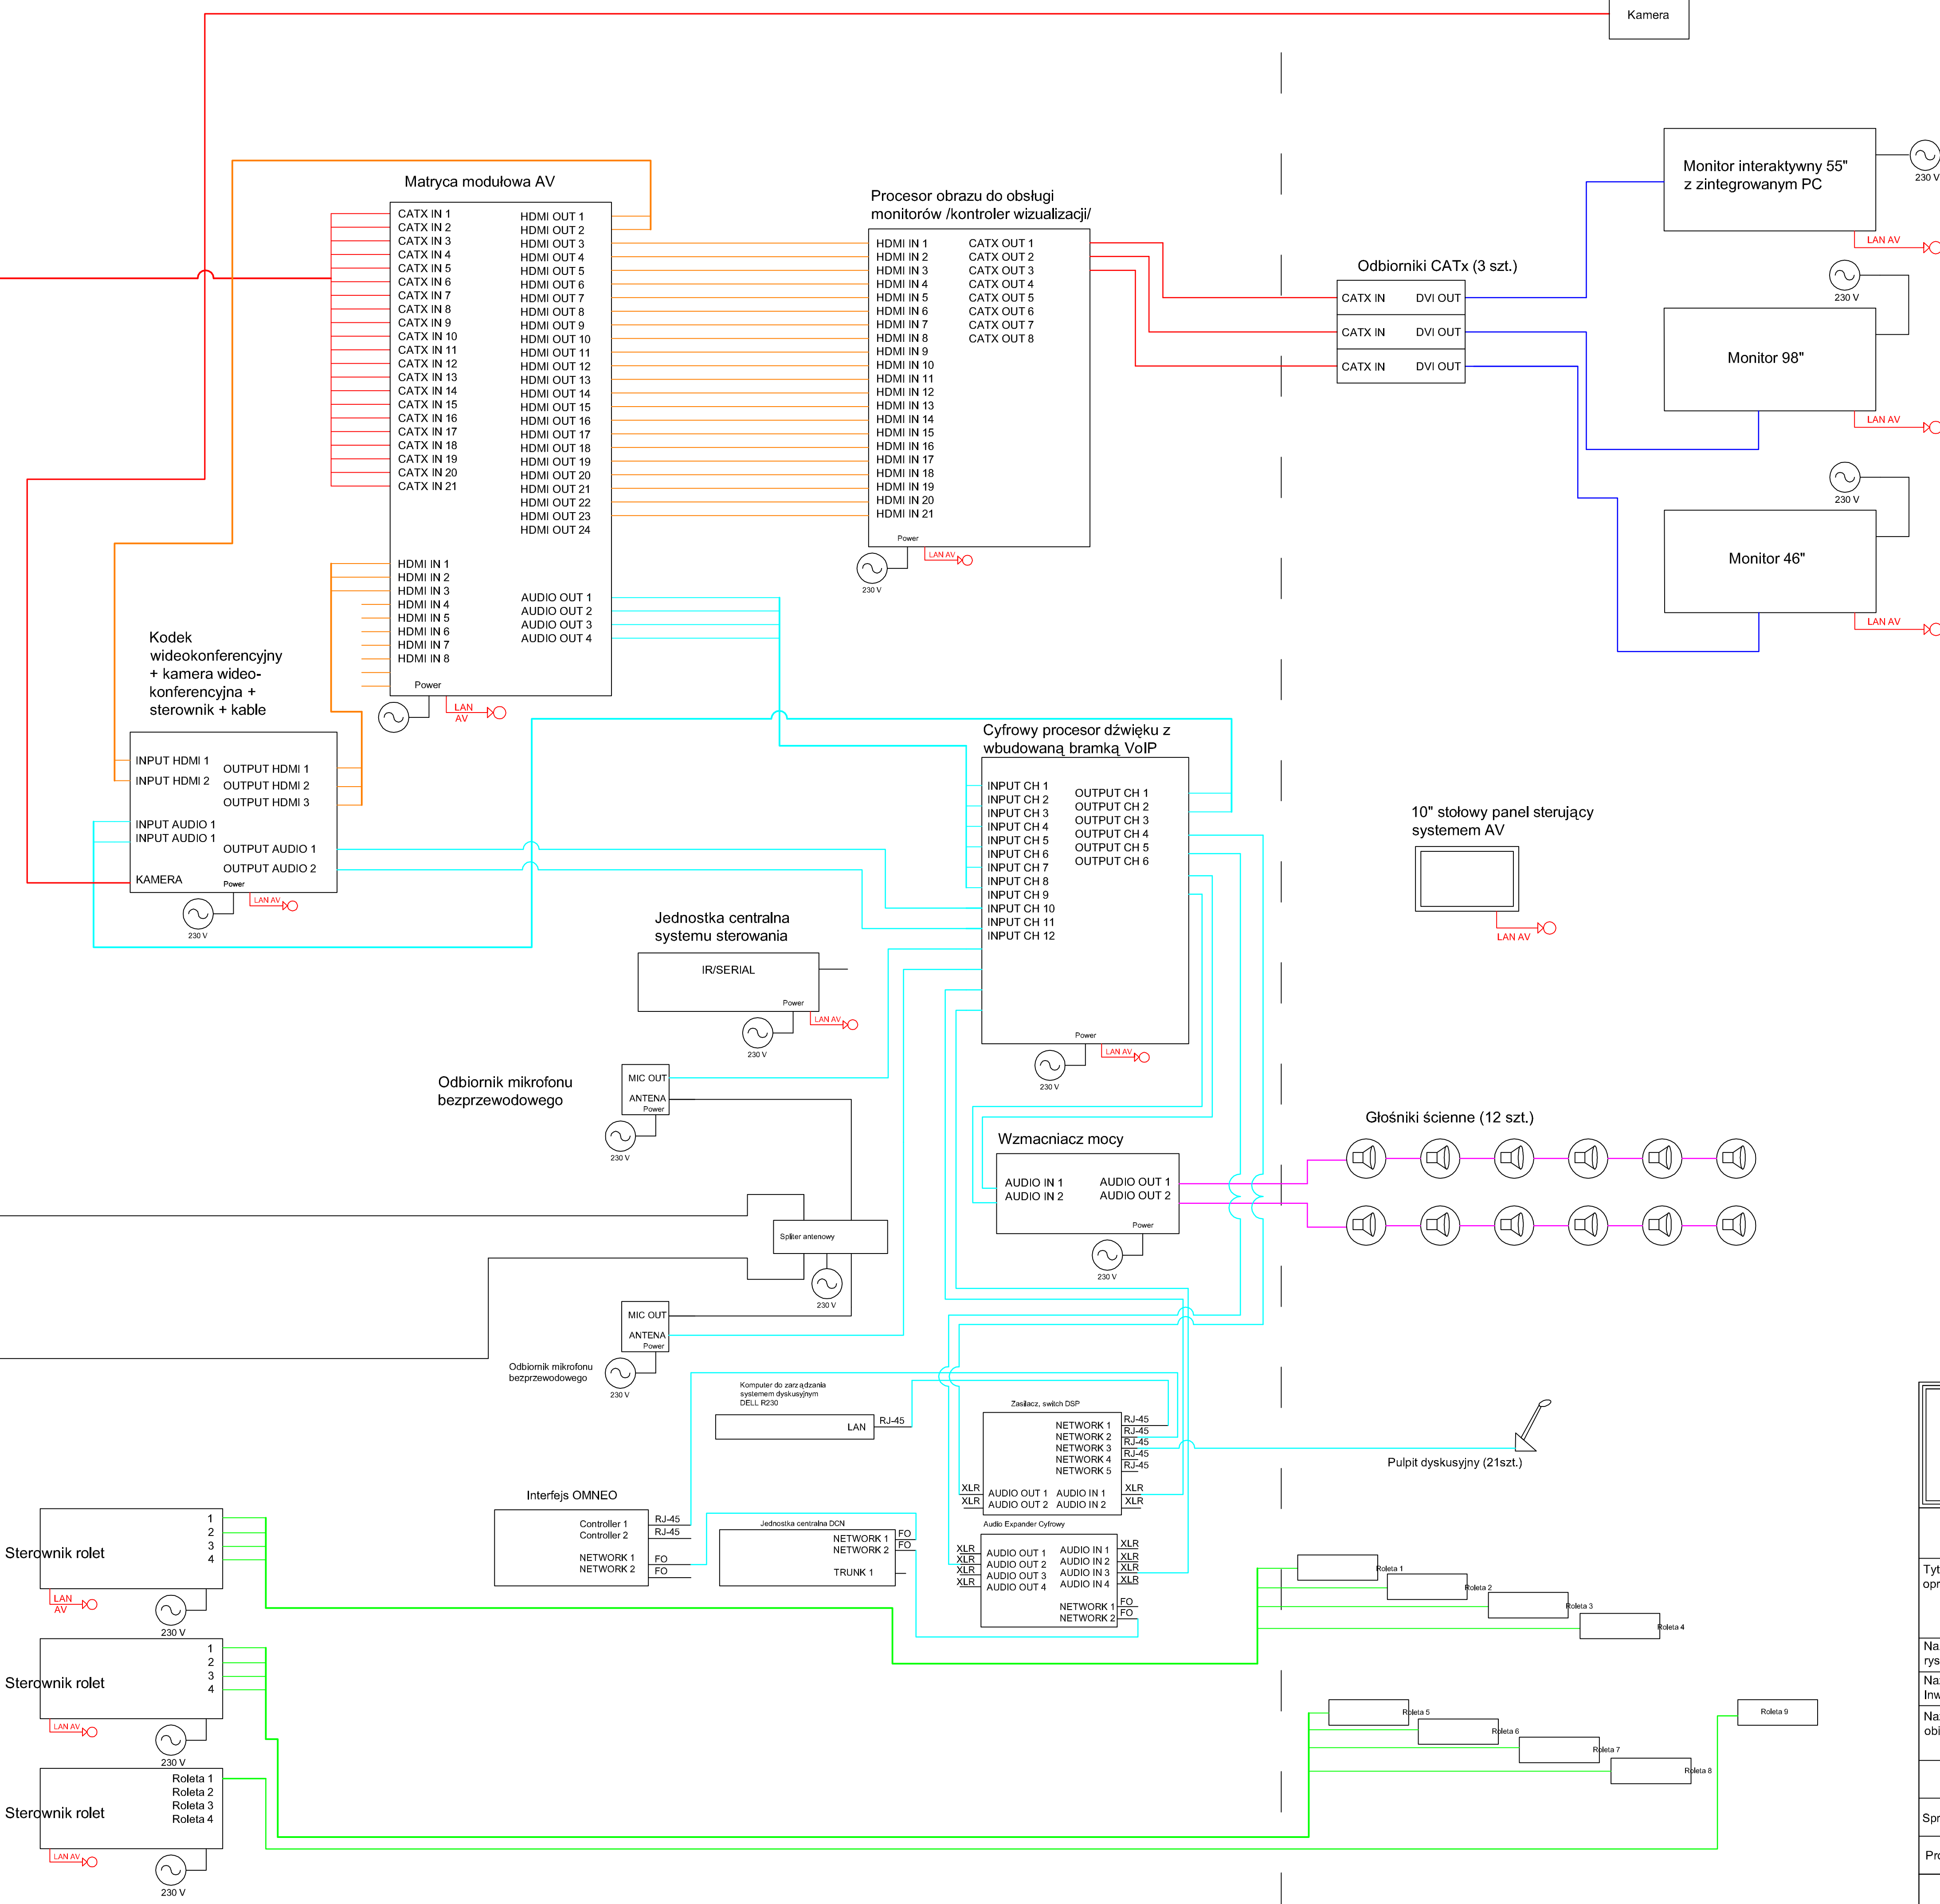 Kamera
Matryca modułowa AV
CATX IN 1
CATX IN 2
CATX IN 3
CATX IN 4
CATX IN 5
CATX IN 6
CATX IN 7
CATX IN 8
CATX IN 9
CATX IN 10
CATX IN 11
CATX IN 12
CATX IN 13
CATX IN 14
CATX IN 15
CATX IN 16
CATX IN 17
CATX IN 18
CATX IN 19
CATX IN 20
CATX IN 21
HDMI OUT 1
HDMI OUT 2
HDMI OUT 3
HDMI OUT 4
HDMI OUT 5
HDMI OUT 6
HDMI OUT 7
HDMI OUT 8
HDMI OUT 9
HDMI OUT 10
HDMI OUT 11
HDMI OUT 12
HDMI OUT 13
HDMI OUT 14
HDMI OUT 15
HDMI OUT 16
HDMI OUT 17
HDMI OUT 18
HDMI OUT 19
HDMI OUT 20
HDMI OUT 21
HDMI OUT 22
HDMI OUT 23
HDMI OUT 24
HDMI IN 1
HDMI IN 2
HDMI IN 3
HDMI IN 4
HDMI IN 5
HDMI IN 6
HDMI IN 7
HDMI IN 8
AUDIO OUT 1
AUDIO OUT 2
AUDIO OUT 3
AUDIO OUT 4
Power
LAN
AV
Procesor obrazu do obsługi
monitorów /kontroler wizualizacji/
HDMI IN 1
HDMI IN 2
HDMI IN 3
HDMI IN 4
HDMI IN 5
HDMI IN 6
HDMI IN 7
HDMI IN 8
HDMI IN 9
HDMI IN 10
HDMI IN 11
HDMI IN 12
HDMI IN 13
HDMI IN 14
HDMI IN 15
HDMI IN 16
HDMI IN 17
HDMI IN 18
HDMI IN 19
HDMI IN 20
HDMI IN 21
CATX OUT 1
CATX OUT 2
CATX OUT 3
CATX OUT 4
CATX OUT 5
CATX OUT 6
CATX OUT 7
CATX OUT 8
Power
LAN AV
230 V
Odbiorniki CATx (3 szt.)
CATX IN DVI OUT
CATX IN DVI OUT
CATX IN DVI OUT
Monitor interaktywny 55"
z zintegrowanym PC
230 V
LAN AV
230 V
Monitor 98"
LAN AV
230 V
Monitor 46"
LAN AV
Kodek
wideokonferencyjny
+ kamera wideo-
konferencyjna +
sterownik + kable
INPUT HDMI 1
INPUT HDMI 2
OUTPUT HDMI 1
OUTPUT HDMI 2
OUTPUT HDMI 3
INPUT AUDIO 1
INPUT AUDIO 1
OUTPUT AUDIO 1
OUTPUT AUDIO 2
KAMERA
Power
LAN AV
230 V
Cyfrowy procesor dźwięku z
wbudowaną bramką VoIP
INPUT CH 1
INPUT CH 2
INPUT CH 3
INPUT CH 4
INPUT CH 5
INPUT CH 6
INPUT CH 7
INPUT CH 8
INPUT CH 9
INPUT CH 10
INPUT CH 11
INPUT CH 12
OUTPUT CH 1
OUTPUT CH 2
OUTPUT CH 3
OUTPUT CH 4
OUTPUT CH 5
OUTPUT CH 6
Power
LAN AV
230 V
10" stołowy panel sterujący
systemem AV
LAN AV
Jednostka centralna
systemu sterowania
IR/SERIAL
Power
LAN AV
230 V
Odbiornik mikrofonu
bezprzewodowego
MIC OUT
ANTENA
Power
230 V
Wzmacniacz mocy
AUDIO IN 1
AUDIO IN 2
AUDIO OUT 1
AUDIO OUT 2
Power
230 V
Głośniki ścienne (12 szt.)
Spliter antenowy
230 V
MIC OUT
ANTENA
Power
Odbiornik mikrofonu
bezprzewodowego
230 V
Komputer do zarządzania
systemem dyskusyjnym
DELL R230
LAN
RJ-45
Zasilacz, switch DSP
NETWORK 1
NETWORK 2
NETWORK 3
NETWORK 4
NETWORK 5
RJ-45
RJ-45
RJ-45
RJ-45
RJ-45
XLR
XLR
AUDIO OUT 1 AUDIO IN 1
AUDIO OUT 2 AUDIO IN 2
XLR
XLR
Pulpit dyskusyjny (21szt.)
Interfejs OMNEO
Controller 1
Controller 2
RJ-45
RJ-45
NETWORK 1
NETWORK 2
FO
FO
Jednostka centralna DCN
NETWORK 1
NETWORK 2
FO
FO
TRUNK 1
Audio Expander Cyfrowy
XLR
XLR
XLR
XLR
AUDIO OUT 1
AUDIO OUT 2
AUDIO OUT 3
AUDIO OUT 4
AUDIO IN 1
AUDIO IN 2
AUDIO IN 3
AUDIO IN 4
XLR
XLR
XLR
XLR
NETWORK 1
NETWORK 2
FO
FO
Sterownik rolet
1
2
3
4
LAN
AV
230 V
Sterownik rolet
1
2
3
4
LAN AV
230 V
Sterownik rolet
Roleta 1
Roleta 2
Roleta 3
Roleta 4
LAN AV
230 V
Roleta 1
Roleta 2
Roleta 3
Roleta 4
Roleta 5
Roleta 6
Roleta 7
Roleta 8
Roleta 9